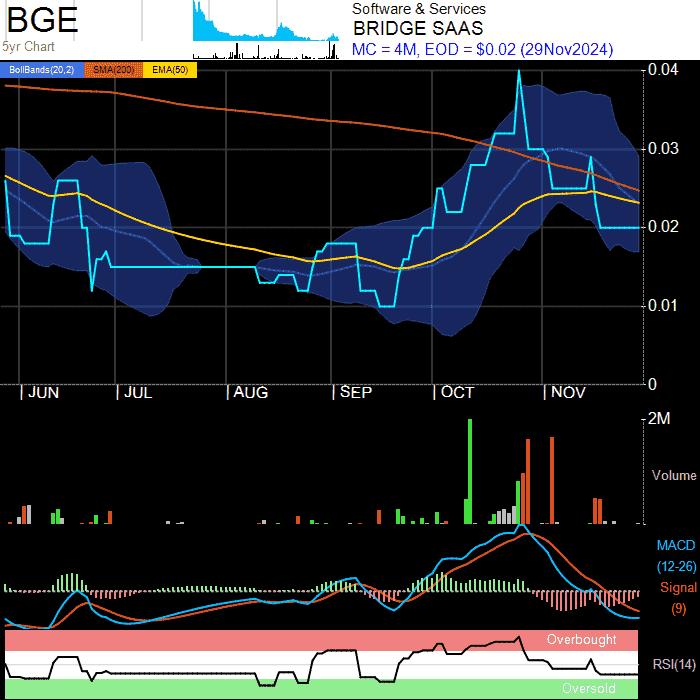 BGE
5yr Chart
Software & Services
BRIDGE SAAS
MC = 4M, EOD = $0.02 (29Nov2024)
BollBands(20,2) SMA(200) EMA(50)
0.04
0.03
0.02
0.01
0
| JUN | JUL | AUG | SEP | OCT | NOV
2M
Volume
MACD
(12-26)
Signal
(9)
Overbought
RSI(14)
Oversold